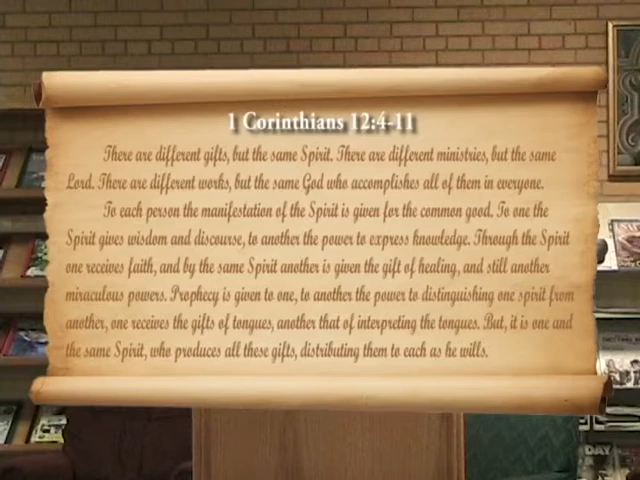 1 Corinthians 12:4-11
There are different gifts, but the same Spirit. There are different ministries, but the same
Lord. There are different works, but the same God who accomplishes all of them in everyone.
To each person the manifestation of the Spirit is given for the common good. To one the
Spirit gives wisdom and discourse, to another the power to express knowledge. Through the Spirit
one receives faith, and by the same Spirit another is given the gift of healing, and still another
miraculous powers. Prophecy is given to one, to another the power to distinguishing one spirit from
another, one receives the gifts of tongues, another that of interpreting the tongues. But, it is one and
the same Spirit, who produces all these gifts, distributing them to each as he wills.
DAY